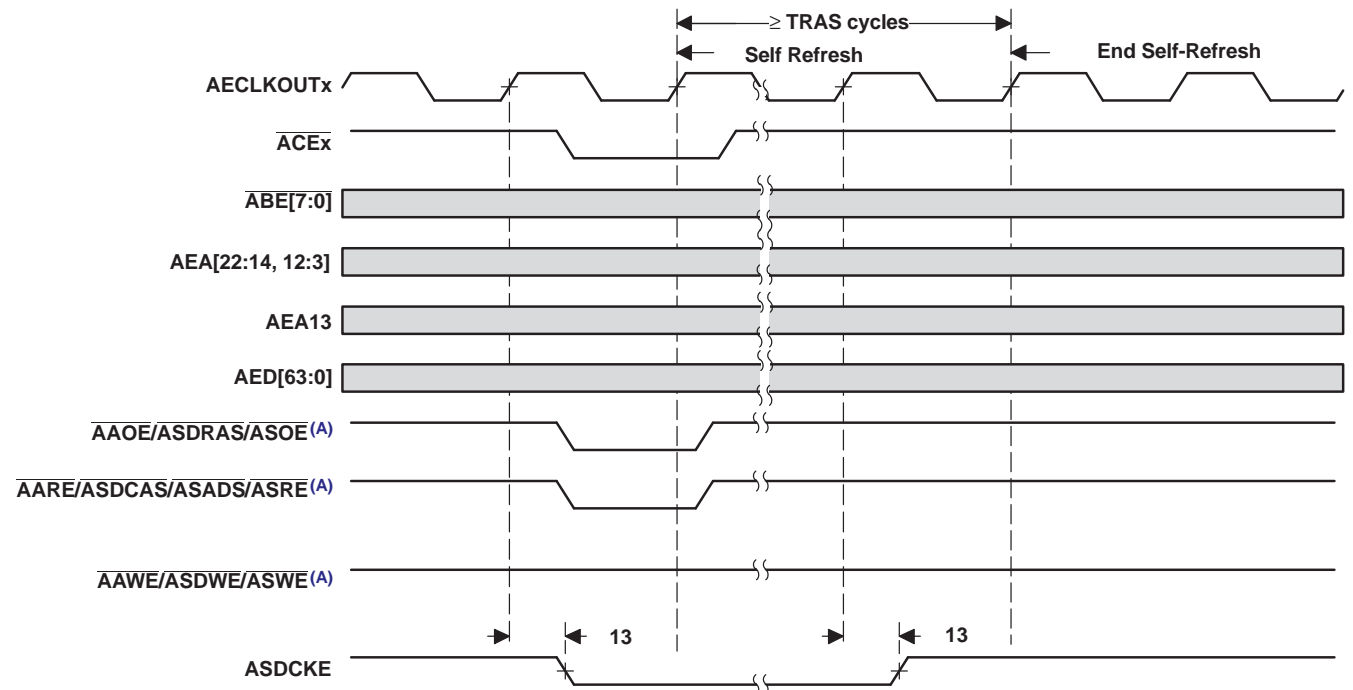 ≥ TRAS cycles
Self Refresh
End Self-Refresh
AECLKOUTx
ACEx
ABE[7:0]
AEA[22:14, 12:3]
AEA13
AED[63:0]
AAOE/ASDRAS/ASOE(A)
AARE/ASDCAS/ASADS/ASRE(A)
AAWE/ASDWE/ASWE(A)
13
13
ASDCKE